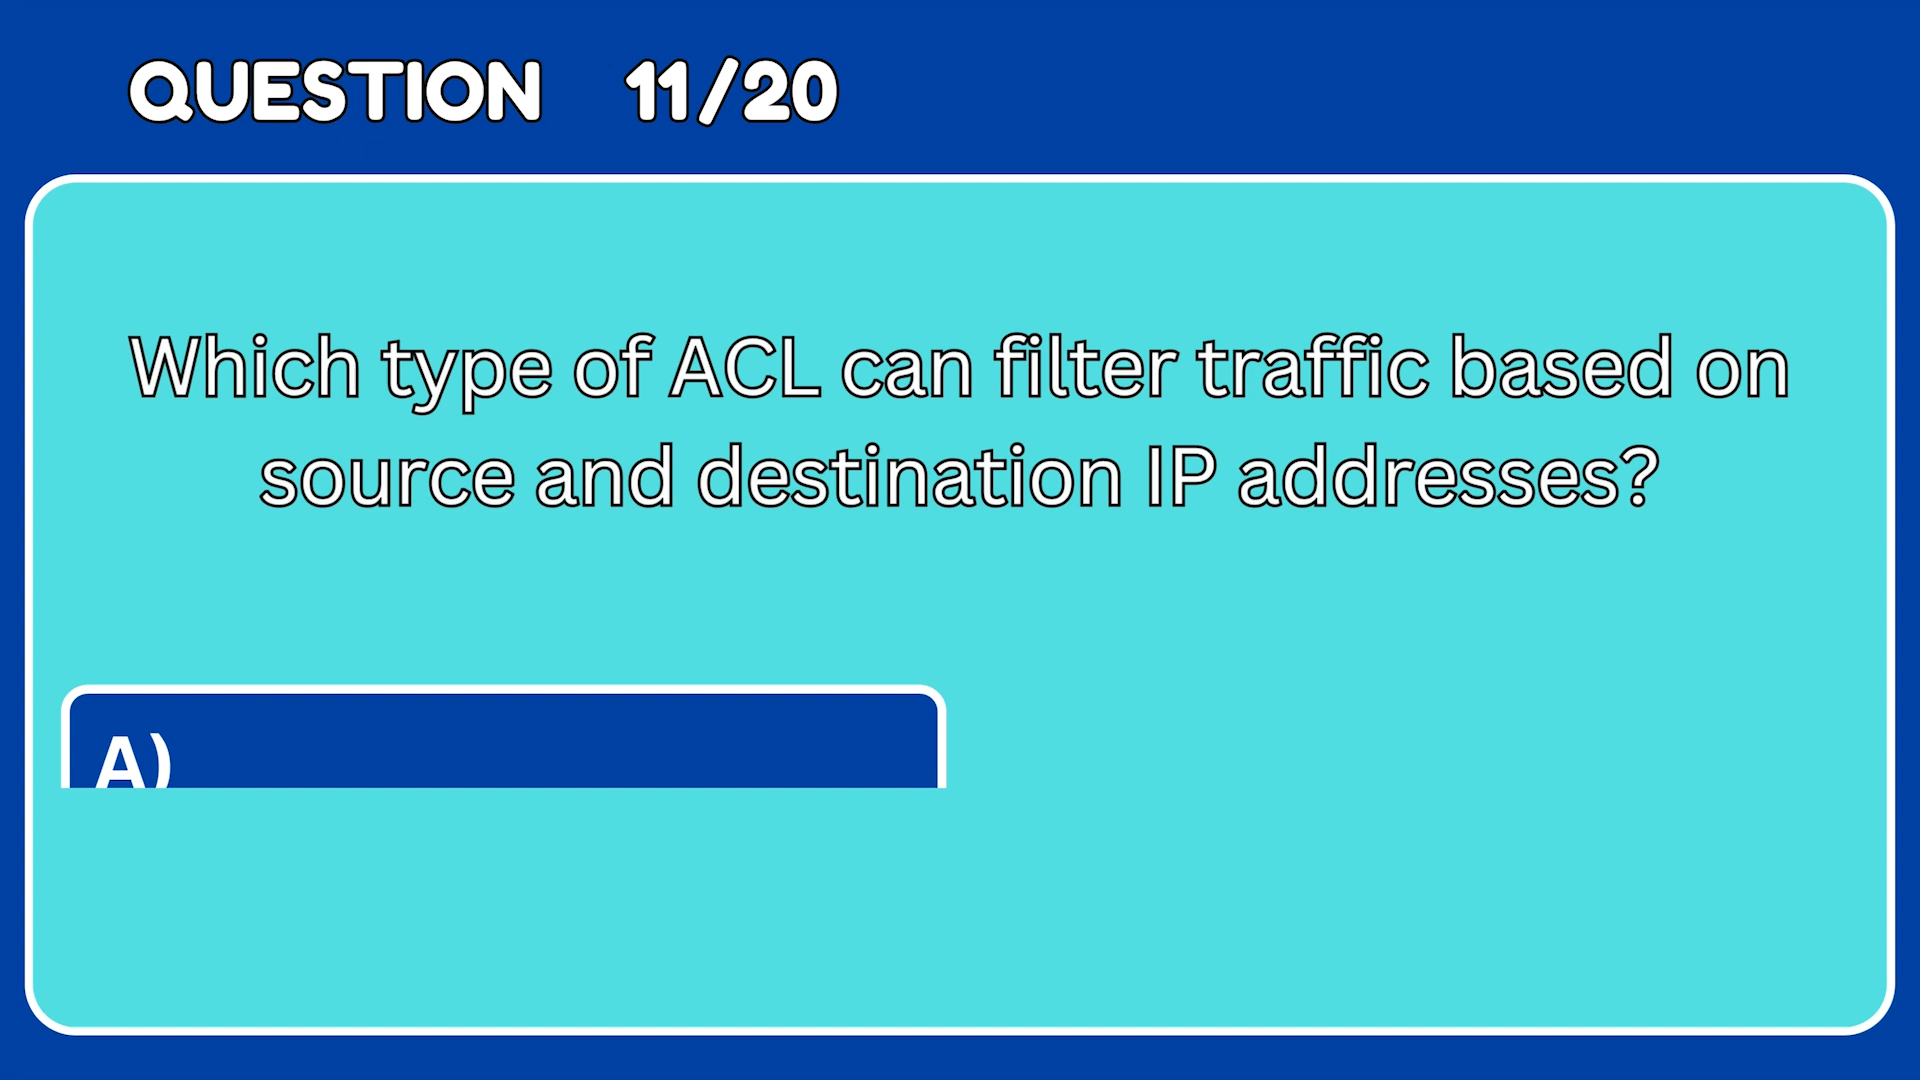 QUESTION 11/20
Which type of ACL can filter traffic based on
source and destination IP addresses?
A)